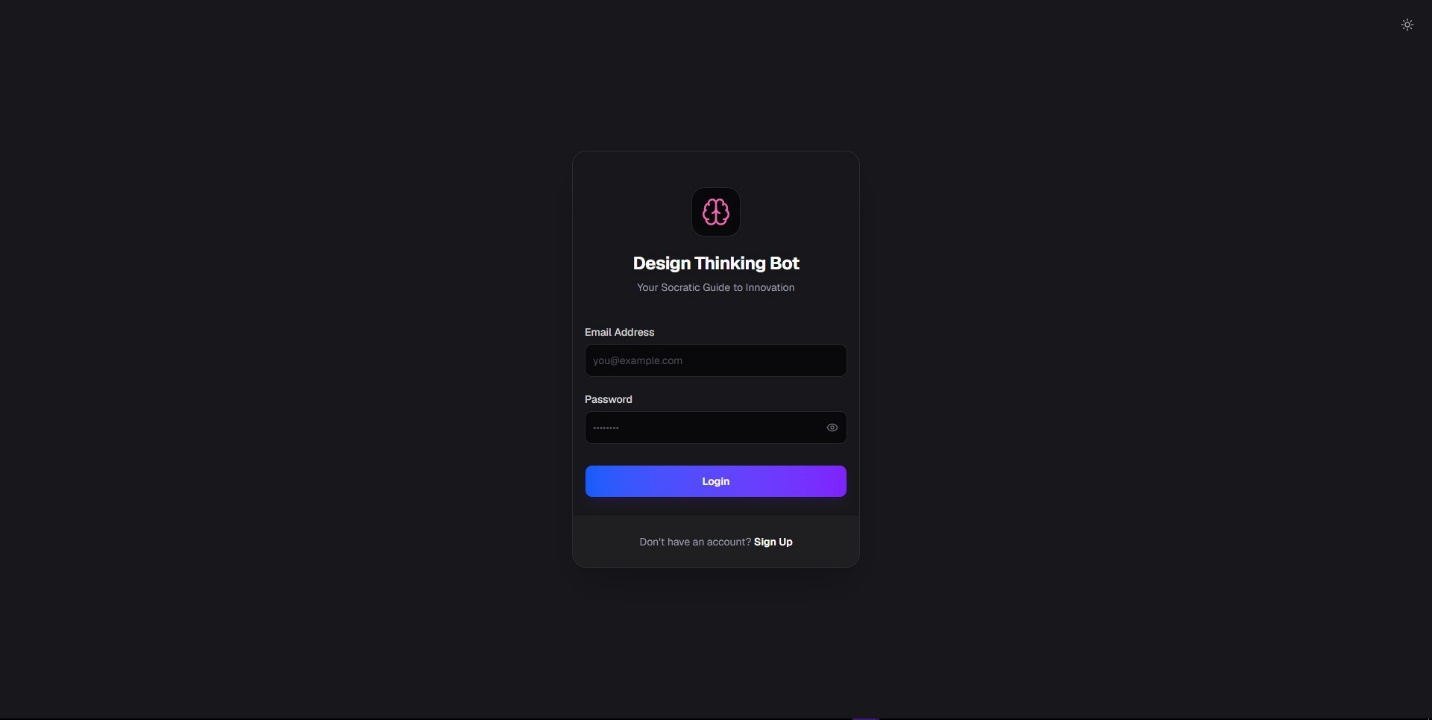 Design Thinking Bot
Your Socratic Guide to Innovation
Email Address
you@example.com
Password
Login
Don't have an account? Sign Up